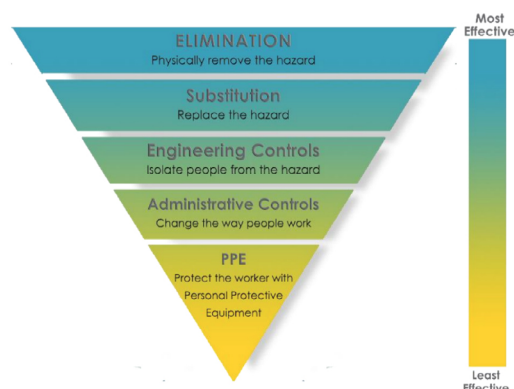 Most
Effective
ELIMINATION
Physically remove the hazard
Substitution
Replace the hazard
Engineering Controls
Isolate people from the hazard
Administrative Controls
Change the way people work
PPE
Protect the worker with
Personal Protective
Equipment
Least
Effective